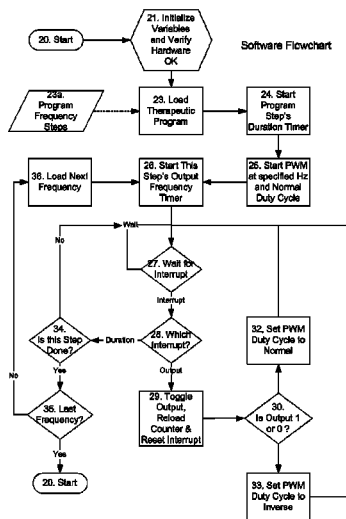 21. Initialize
Variables
and Verify
Hardware
OK
20. Start
Software Flowchart
23a.
Program
Frequency
Steps
23. Load
Therapeutic
Program
24. Start
Program
Step's
Duration Timer
36. Load Next
Frequency
26. Start This
Step's Output
Frequency
Timer
25. Start PWM
at specified Hz
and Normal
Duty Cycle
Wait
No
27. Wait for
Interrupt
Interrupt
34.
Is this Step
Done?
Duration
28. Which
Interrupt?
32. Set PWM
Duty Cycle to
Normal
No
Yes
Output
35. Last
Frequency?
29. Toggle
Output,
Reload
Counter &
Reset Interrupt
30.
Is Output 1
or 0 ?
Yes
20. Start
33. Set PWM
Duty Cycle to
Inverse